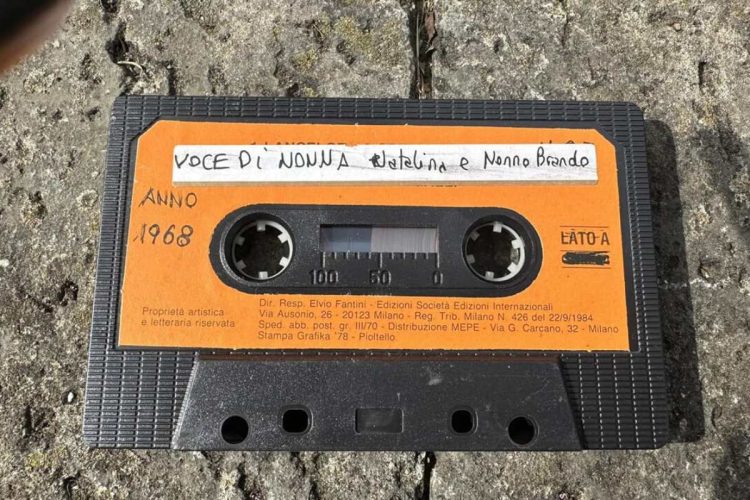 VOCE Di NONNA Natalina e Nonno Brando
ANNO
1968
LATO A
100 50 0
Proprietà artistica
e letteraria riservata
Dir. Resp. Elvio Fantini - Edizioni Società Edizioni Internazionali
Via Ausonio, 26 - 20123 Milano - Reg. Trib. Milano N. 426 del 22/9/1984
Sped. abb. post. gr. III/70 - Distribuzione MEPE - Via G. Carcano, 32 - Milano
Stampa Grafika '78 - Pioltello